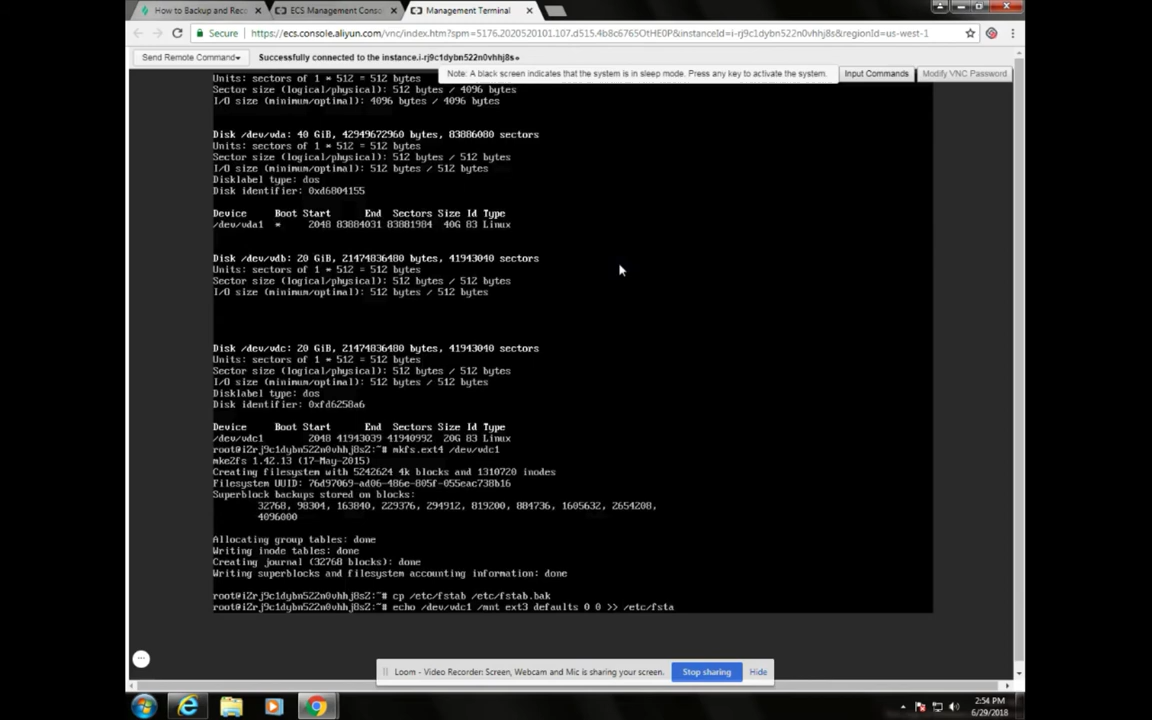 How to Backup and Reco
ECS Management Conso
Management Terminal
Secure https://ecs.console.aliyun.com/vnc/index.htm?spm=5176.2020520101.107.d515.4b8c6765OtHE0P&instanceId=i-rj9c1dybn522n0vhhj8s&regionId=us-west-1
Send Remote Command
Successfully connected to the instance.i-rj9c1dybn522n0vhhj8s
Note: A black screen indicates that the system is in sleep mode. Press any key to activate the system.
Input Commands
Modify VNC Password
Units: sectors of 1 * 512 = 512 bytes
Sector size (logical/physical): 512 bytes / 4096 bytes
I/O size (minimum/optimal): 4096 bytes / 4096 bytes
Disk /dev/vda: 40 GiB, 42949672960 bytes, 83886080 sectors
Units: sectors of 1 * 512 = 512 bytes
Sector size (logical/physical): 512 bytes / 512 bytes
I/O size (minimum/optimal): 512 bytes / 512 bytes
Disklabel type: dos
Disk identifier: 0xd6804155
Device Boot Start End Sectors Size Id Type
/dev/vda1 * 2048 83884031 83881984 40G 83 Linux
Disk /dev/vdb: 20 GiB, 21474836480 bytes, 41943040 sectors
Units: sectors of 1 * 512 = 512 bytes
Sector size (logical/physical): 512 bytes / 512 bytes
I/O size (minimum/optimal): 512 bytes / 512 bytes
Disk /dev/vdc: 20 GiB, 21474836480 bytes, 41943040 sectors
Units: sectors of 1 * 512 = 512 bytes
Sector size (logical/physical): 512 bytes / 512 bytes
I/O size (minimum/optimal): 512 bytes / 512 bytes
Disklabel type: dos
Disk identifier: 0xfd6258a6
Device Boot Start End Sectors Size Id Type
/dev/vdc1 2048 41943039 41940992 20G 83 Linux
root@iZrj9c1dybn522n0vhhj8sZ:~# mkfs.ext4 /dev/vdc1
mke2fs 1.42.13 (17-May-2015)
Creating filesystem with 5242624 4k blocks and 1310720 inodes
Filesystem UUID: 76d97069-ad06-486e-805f-055eac738b16
Superblock backups stored on blocks:
32768, 98304, 163840, 229376, 294912, 819200, 884736, 1605632, 2654208,
4096000
Allocating group tables: done
Writing inode tables: done
Creating journal (32768 blocks): done
Writing superblocks and filesystem accounting information: done
root@iZrj9c1dybn522n0vhhj8sZ:~# cp /etc/fstab /etc/fstab.bak
root@iZrj9c1dybn522n0vhhj8sZ:~# echo /dev/vdc1 /mnt ext3 defaults 0 0 >> /etc/fsta
Loom - Video Recorder: Screen, Webcam and Mic is sharing your screen.
Stop sharing
Hide
2:54 PM
6/29/2018